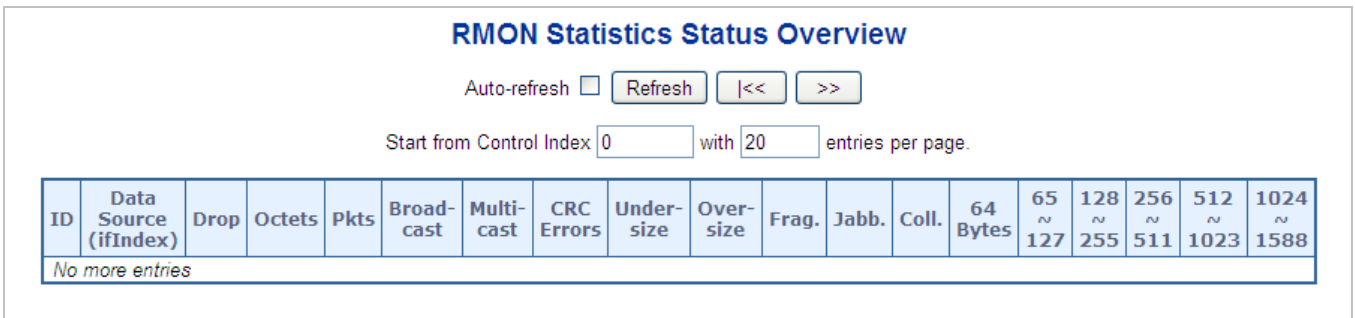 RMON Statistics Status Overview
Auto-refresh Refresh |<< >>
Start from Control Index 0 with 20 entries per page.
ID Data Source (ifIndex) Drop Octets Pkts Broad-cast Multi-cast CRC Errors Under-size Over-size Frag. Jabb. Coll. 64 Bytes 65 ~ 127 128 ~ 255 256 ~ 511 512 ~ 1023 1024 ~ 1588
No more entries